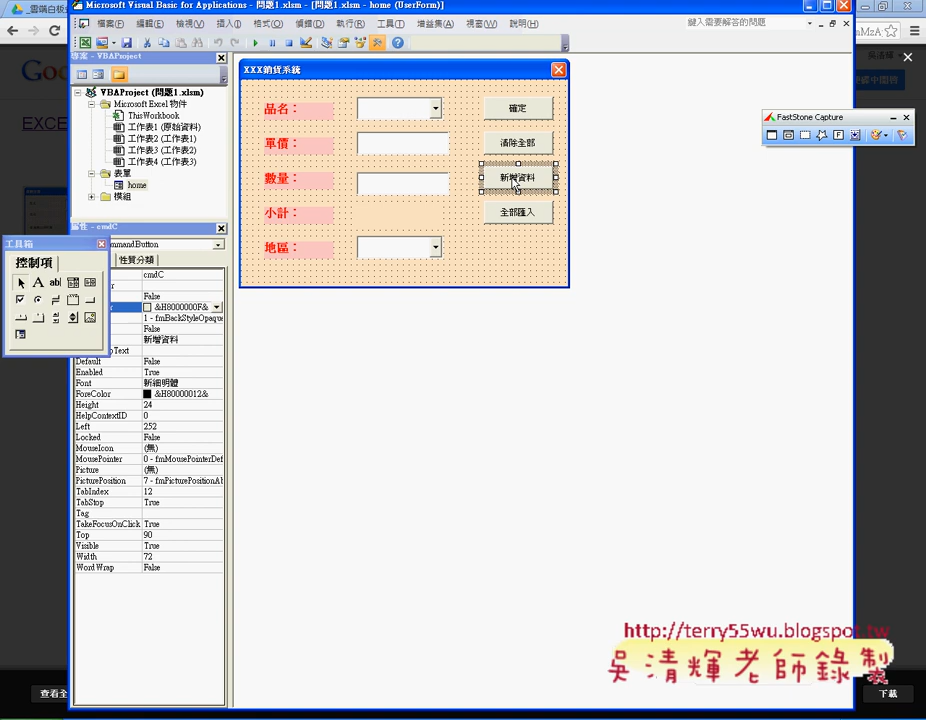 Microsoft Visual Basic for Applications - 問題1.xlsm - [問題1.xlsm - home (UserForm)]
檔案(F) 編輯(E) 檢視(V) 插入(I) 格式(O) 偵錯(D) 執行(R) 工具(T) 增益集(A) 視窗(W) 說明(H)
鍵入需要解答的問題
專案 - VBAProject
VBAProject (問題1.xlsm)
Microsoft Excel 物件
ThisWorkbook
工作表1 (原始資料)
工作表2 (工作表1)
工作表3 (工作表2)
工作表4 (工作表3)
表單
home
模組
屬性 - cmdC
CommandButton
性質分類
工具箱
控制項
cmdC
False
&H8000000F&
1 - fmBackStyleOpaque
False
新增資料
Default False
Enabled True
Font 新細明體
ForeColor &H80000012&
Height 24
HelpContextID 0
Left 252
Locked False
MouseIcon (無)
MousePointer 0 - fmMousePointerDef
Picture (無)
PicturePosition 7 - fmPicturePositionAb
TabIndex 12
TabStop True
Tag
TakeFocusOnClick True
Top 90
Visible True
Width 72
WordWrap False
XXX銷貨系統
品名：
確定
單價：
清除全部
數量：
新增資料
小計：
全部匯入
地區：
FastStone Capture
Goo
EXCE
http://terry55wu.blogspot.tw
吳清輝老師錄製
查看全
下載